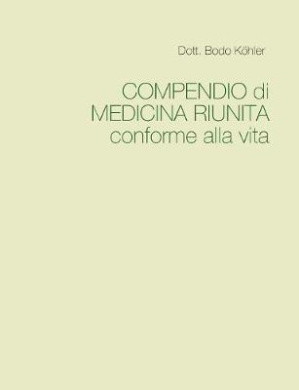 Dott. Bodo Köhler
COMPENDIO di
MEDICINA RIUNITA
conforme alla vita